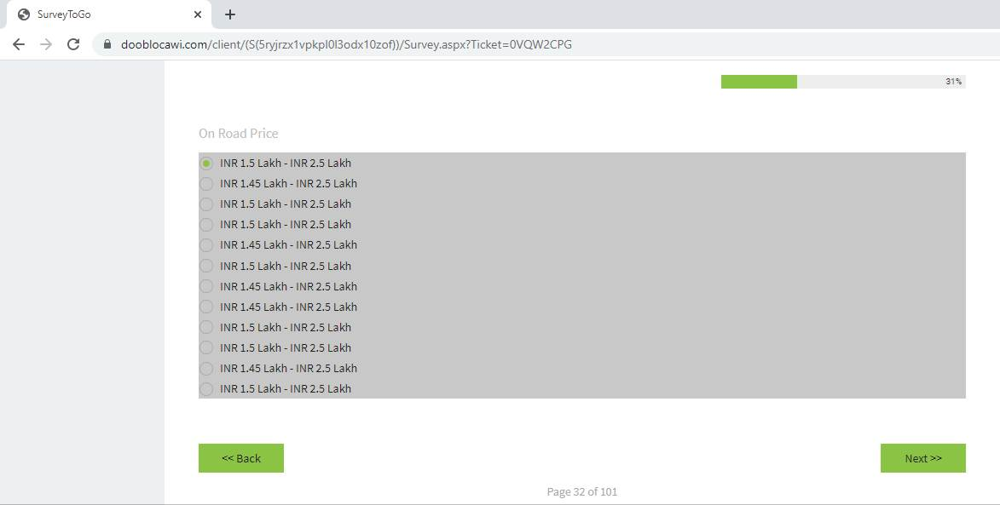 SurveyToGo
dooblocawi.com/client/(S(5ryjrzx1vpkpl0l3odx10zof))/Survey.aspx?Ticket=0VQW2CPG
31%
On Road Price
INR 1.5 Lakh - INR 2.5 Lakh
INR 1.45 Lakh - INR 2.5 Lakh
INR 1.5 Lakh - INR 2.5 Lakh
INR 1.5 Lakh - INR 2.5 Lakh
INR 1.45 Lakh - INR 2.5 Lakh
INR 1.5 Lakh - INR 2.5 Lakh
INR 1.45 Lakh - INR 2.5 Lakh
INR 1.45 Lakh - INR 2.5 Lakh
INR 1.5 Lakh - INR 2.5 Lakh
INR 1.5 Lakh - INR 2.5 Lakh
INR 1.45 Lakh - INR 2.5 Lakh
INR 1.5 Lakh - INR 2.5 Lakh
<< Back
Next >>
Page 32 of 101